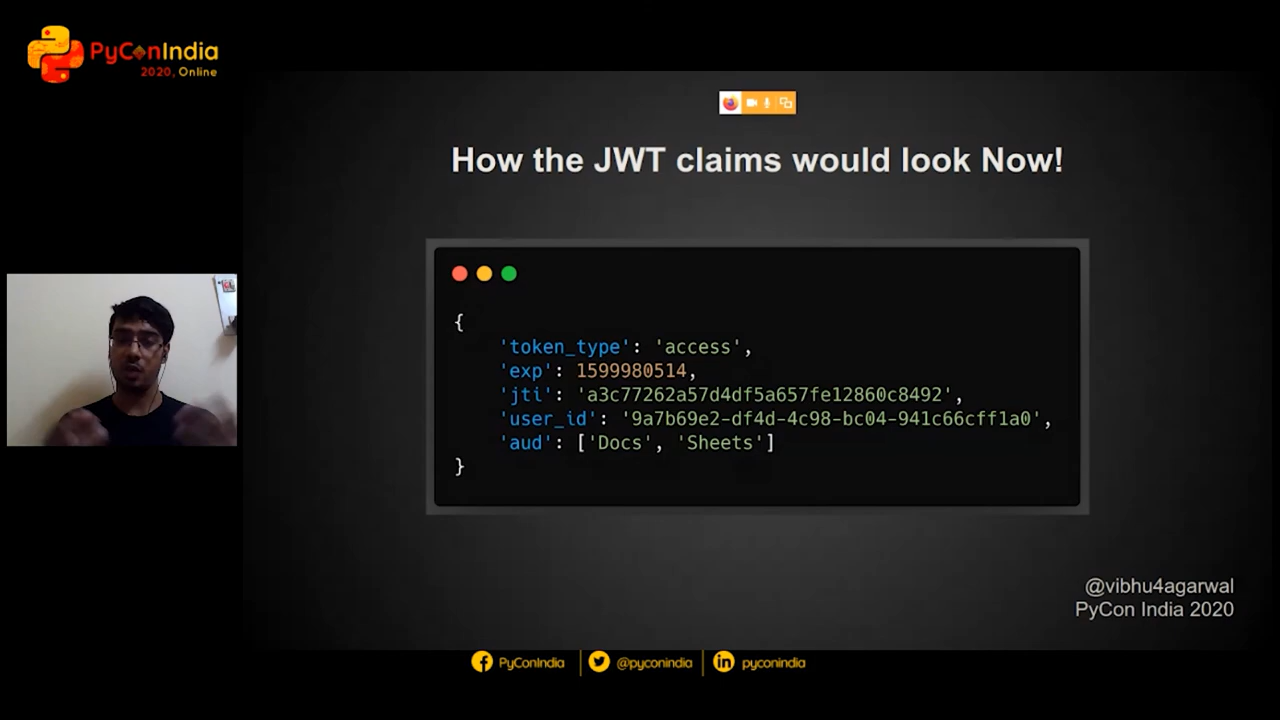 PyConIndia
2020, Online
How the JWT claims would look Now!
{
'token_type': 'access',
'exp': 1599980514,
'jti': 'a3c77262a57d4df5a657fe12860c8492',
'user_id': '9a7b69e2-df4d-4c98-bc04-941c66cff1a0',
'aud': ['Docs', 'Sheets']
}
@vibhu4agarwal
PyCon India 2020
PyConIndia
@pyconindia
pyconindia